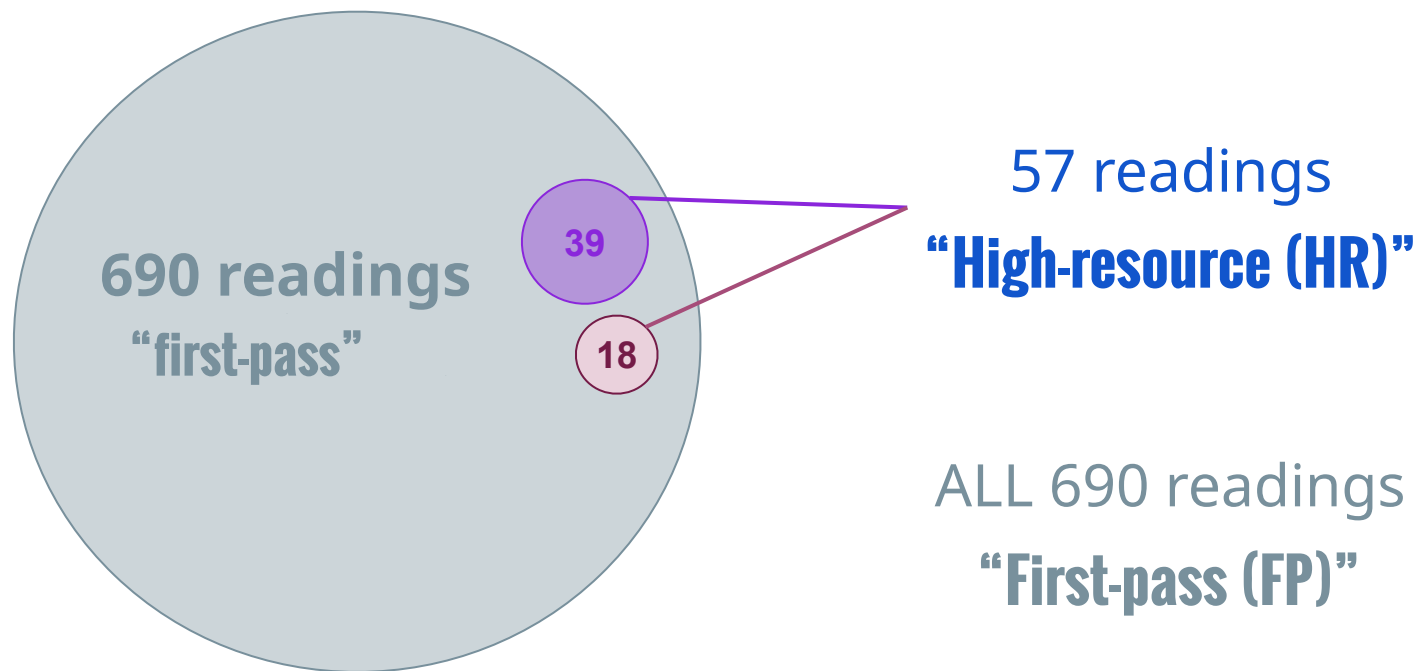 690 readings
“first-pass”
39
18
57 readings
“High-resource (HR)”
ALL 690 readings
“First-pass (FP)”